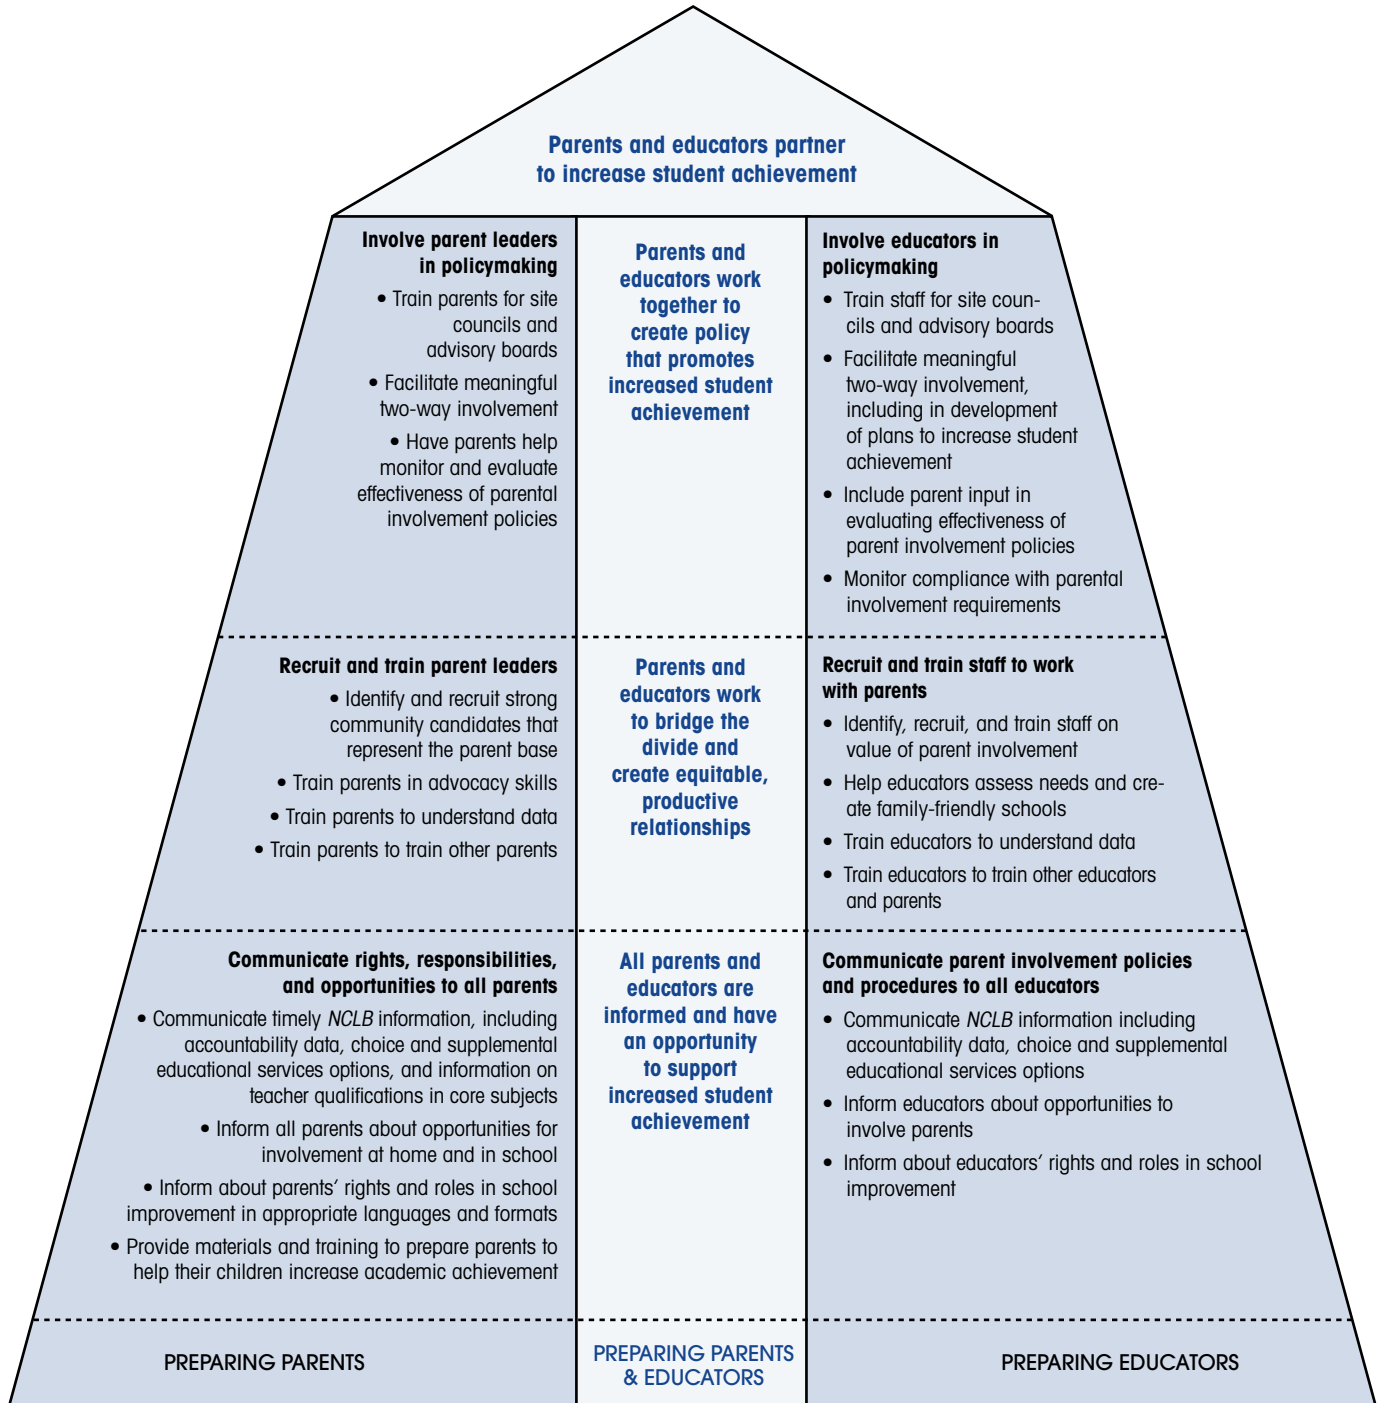 Parents and educators partner
to increase student achievement
Involve parent leaders
in policymaking
• Train parents for site
councils and
advisory boards
• Facilitate meaningful
two-way involvement
• Have parents help
monitor and evaluate
effectiveness of parental
involvement policies
Parents and
educators work
together to
create policy
that promotes
increased student
achievement
Involve educators in
policymaking
• Train staff for site coun-
cils and advisory boards
• Facilitate meaningful
two-way involvement,
including in development
of plans to increase student
achievement
• Include parent input in
evaluating effectiveness of
parent involvement policies
• Monitor compliance with parental
involvement requirements
Recruit and train parent leaders
• Identify and recruit strong
community candidates that
represent the parent base
• Train parents in advocacy skills
• Train parents to understand data
• Train parents to train other parents
Parents and
educators work
to bridge the
divide and
create equitable,
productive
relationships
Recruit and train staff to work
with parents
• Identify, recruit, and train staff on
value of parent involvement
• Help educators assess needs and cre-
ate family-friendly schools
• Train educators to understand data
• Train educators to train other educators
and parents
Communicate rights, responsibilities,
and opportunities to all parents
• Communicate timely NCLB information, including
accountability data, choice and supplemental
educational services options, and information on
teacher qualifications in core subjects
• Inform all parents about opportunities for
involvement at home and in school
• Inform about parents’ rights and roles in school
improvement in appropriate languages and formats
• Provide materials and training to prepare parents to
help their children increase academic achievement
All parents and
educators are
informed and have
an opportunity
to support
increased student
achievement
Communicate parent involvement policies
and procedures to all educators
• Communicate NCLB information including
accountability data, choice and supplemental
educational services options
• Inform educators about opportunities to
involve parents
• Inform about educators’ rights and roles in school
improvement
PREPARING PARENTS
PREPARING PARENTS
& EDUCATORS
PREPARING EDUCATORS